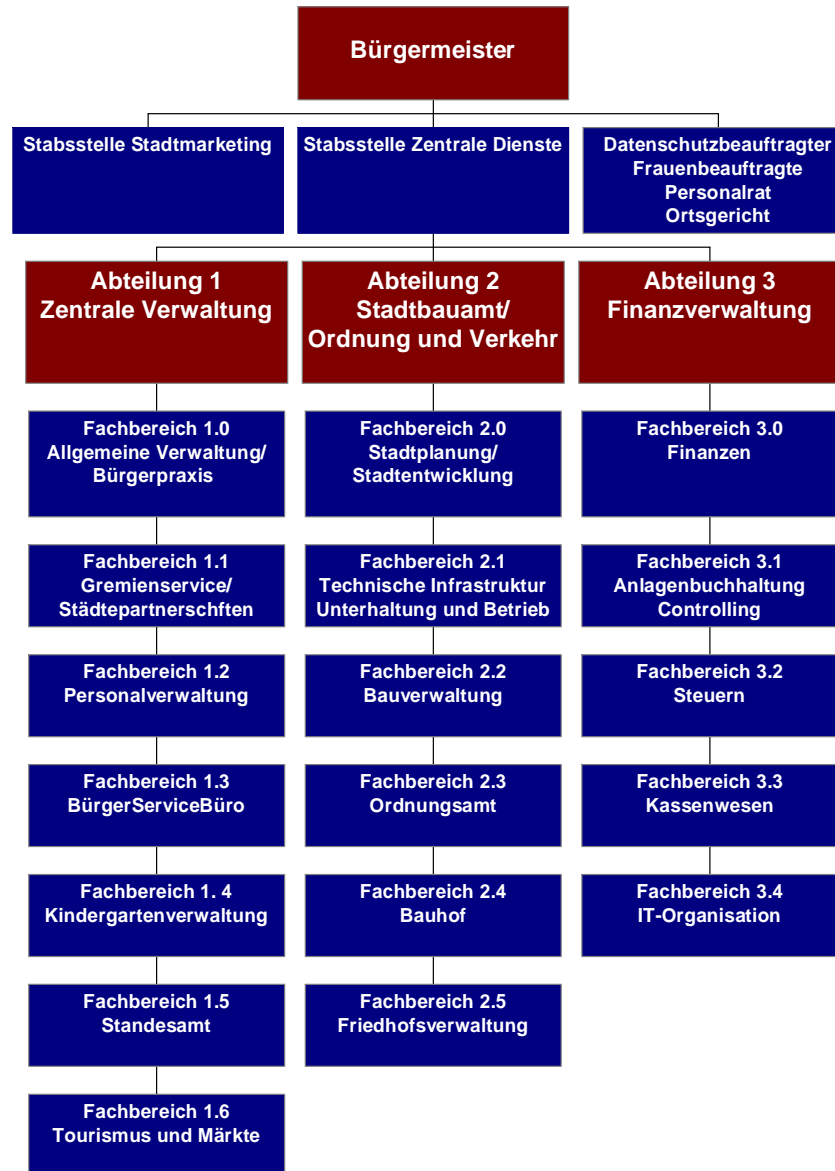 Bürgermeister
Stabsstelle Stadtmarketing
Stabsstelle Zentrale Dienste
Datenschutzbeauftragter
Frauenbeauftragte
Personalrat
Ortsgericht
Abteilung 1
Zentrale Verwaltung
Abteilung 2
Stadtbauamt/
Ordnung und Verkehr
Abteilung 3
Finanzverwaltung
Fachbereich 1.0
Allgemeine Verwaltung/
Bürgerpraxis
Fachbereich 2.0
Stadtplanung/
Stadtentwicklung
Fachbereich 3.0
Finanzen
Fachbereich 1.1
Gremienservice/
Städtepartnerschften
Fachbereich 2.1
Technische Infrastruktur
Unterhaltung und Betrieb
Fachbereich 3.1
Anlagenbuchhaltung
Controlling
Fachbereich 1.2
Personalverwaltung
Fachbereich 2.2
Bauverwaltung
Fachbereich 3.2
Steuern
Fachbereich 1.3
BürgerServiceBüro
Fachbereich 2.3
Ordnungsamt
Fachbereich 3.3
Kassenwesen
Fachbereich 1. 4
Kindergartenverwaltung
Fachbereich 2.4
Bauhof
Fachbereich 3.4
IT-Organisation
Fachbereich 1.5
Standesamt
Fachbereich 2.5
Friedhofsverwaltung
Fachbereich 1.6
Tourismus und Märkte